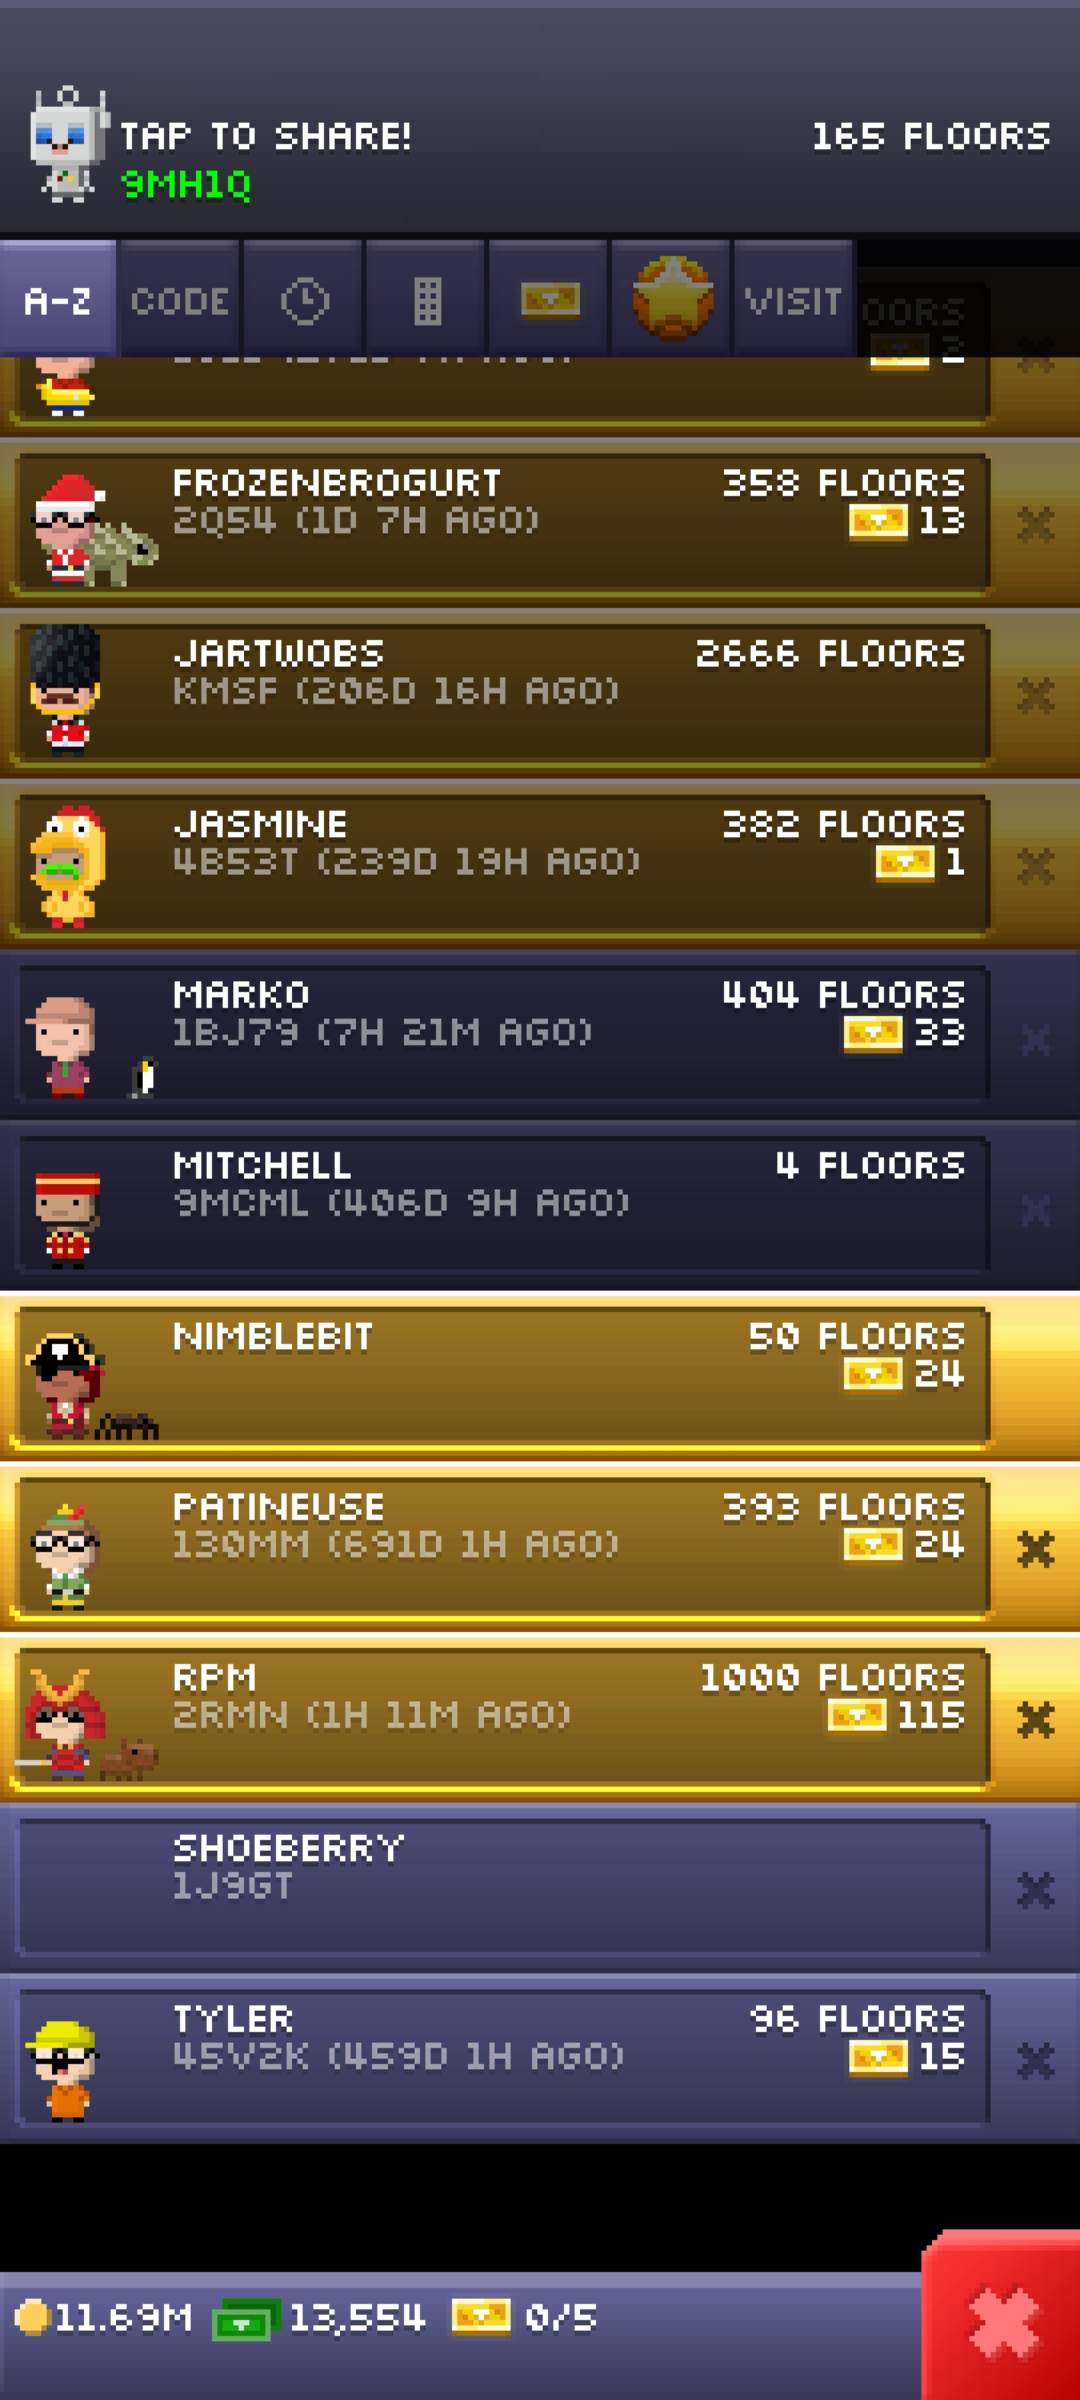 TAP TO SHARE!
165 FLOORS
9MH1Q
A-Z CODE VISIT
2
FROZENBROGURT 358 FLOORS
2Q54 (1D 7H AGO) 13
JARTWOBS 2666 FLOORS
KMSF (206D 16H AGO)
JASMINE 382 FLOORS
4B53T (239D 19H AGO) 1
MARKO 404 FLOORS
1BJ79 (7H 21M AGO) 33
MITCHELL 4 FLOORS
9MCML (406D 9H AGO)
NIMBLEBIT 50 FLOORS
24
PATINEUSE 393 FLOORS
130MM (691D 1H AGO) 24
RPM 1000 FLOORS
2RMN (1H 11M AGO) 115
SHOEBERRY
1J9GT
TYLER 96 FLOORS
45V2K (459D 1H AGO) 15
11.69M 13,554 0/5